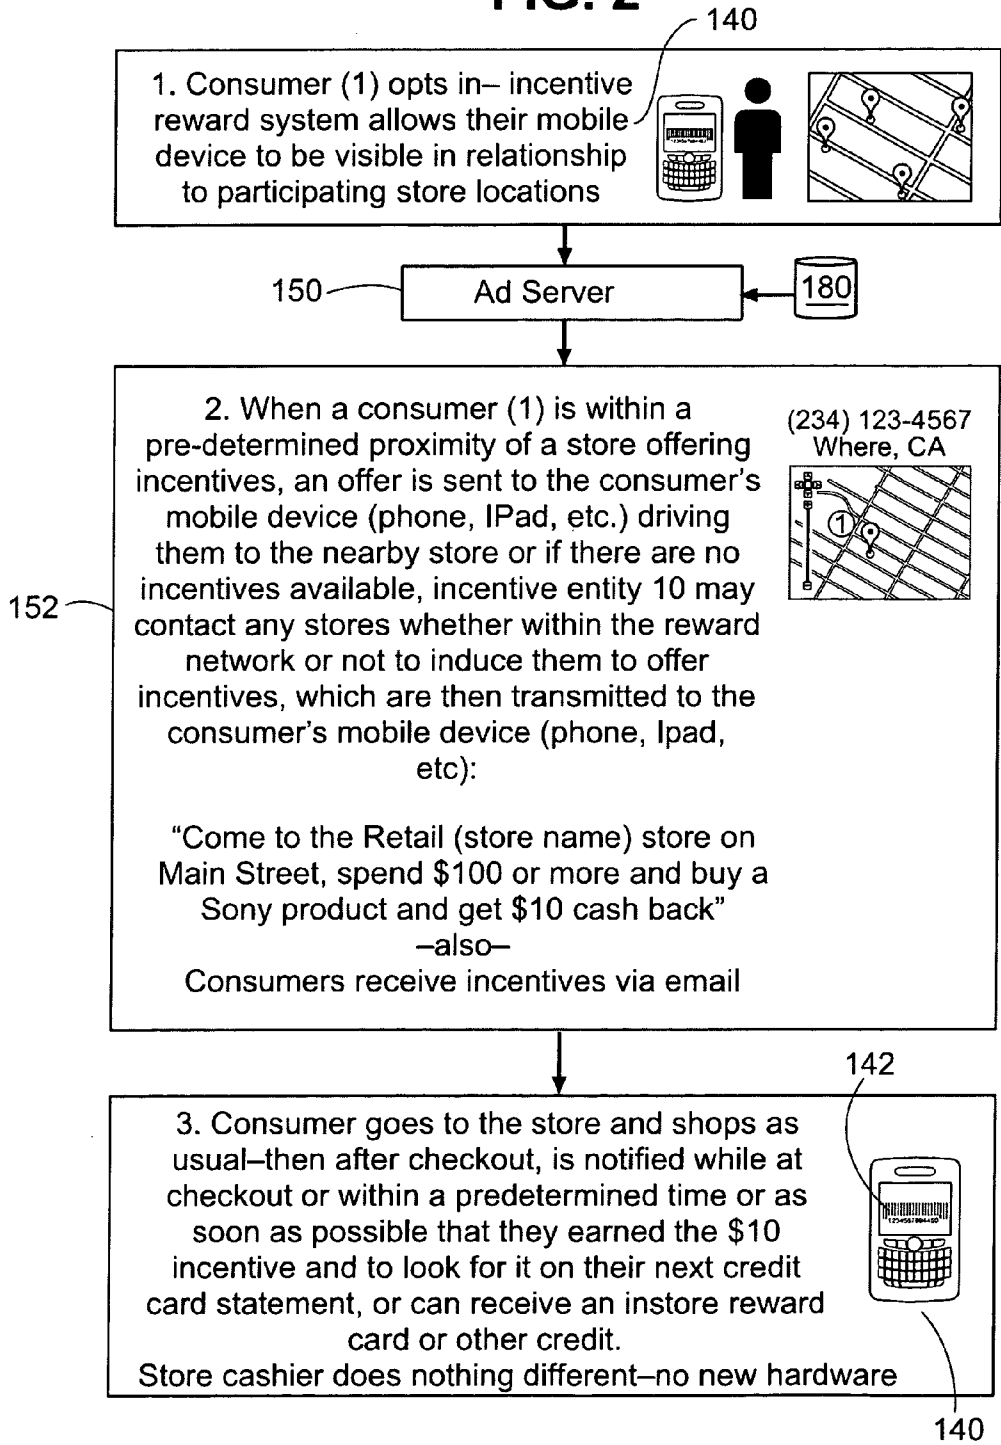 FIG. 2
140
1. Consumer (1) opts in– incentive
reward system allows their mobile
device to be visible in relationship
to participating store locations
150
Ad Server
180
152
2. When a consumer (1) is within a
pre-determined proximity of a store offering
incentives, an offer is sent to the consumer's
mobile device (phone, IPad, etc.) driving
them to the nearby store or if there are no
incentives available, incentive entity 10 may
contact any stores whether within the reward
network or not to induce them to offer
incentives, which are then transmitted to the
consumer's mobile device (phone, Ipad,
etc):
(234) 123-4567
Where, CA
1
“Come to the Retail (store name) store on
Main Street, spend $100 or more and buy a
Sony product and get $10 cash back”
–also–
Consumers receive incentives via email
142
3. Consumer goes to the store and shops as
usual–then after checkout, is notified while at
checkout or within a predetermined time or as
soon as possible that they earned the $10
incentive and to look for it on their next credit
card statement, or can receive an instore reward
card or other credit.
Store cashier does nothing different–no new hardware
140